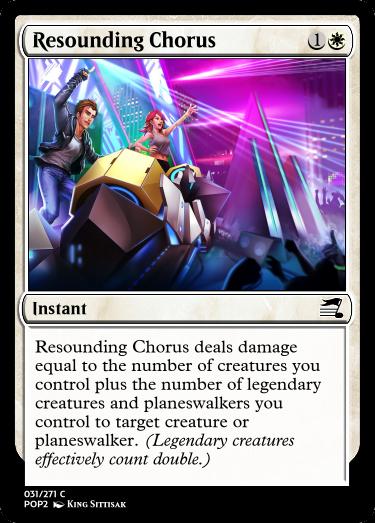 Resounding Chorus 1
Instant
Resounding Chorus deals damage
equal to the number of creatures you
control plus the number of legendary
creatures and planeswalkers you
control to target creature or
planeswalker. (Legendary creatures
effectively count double.)
031/271 C
POP2 King Sittisak